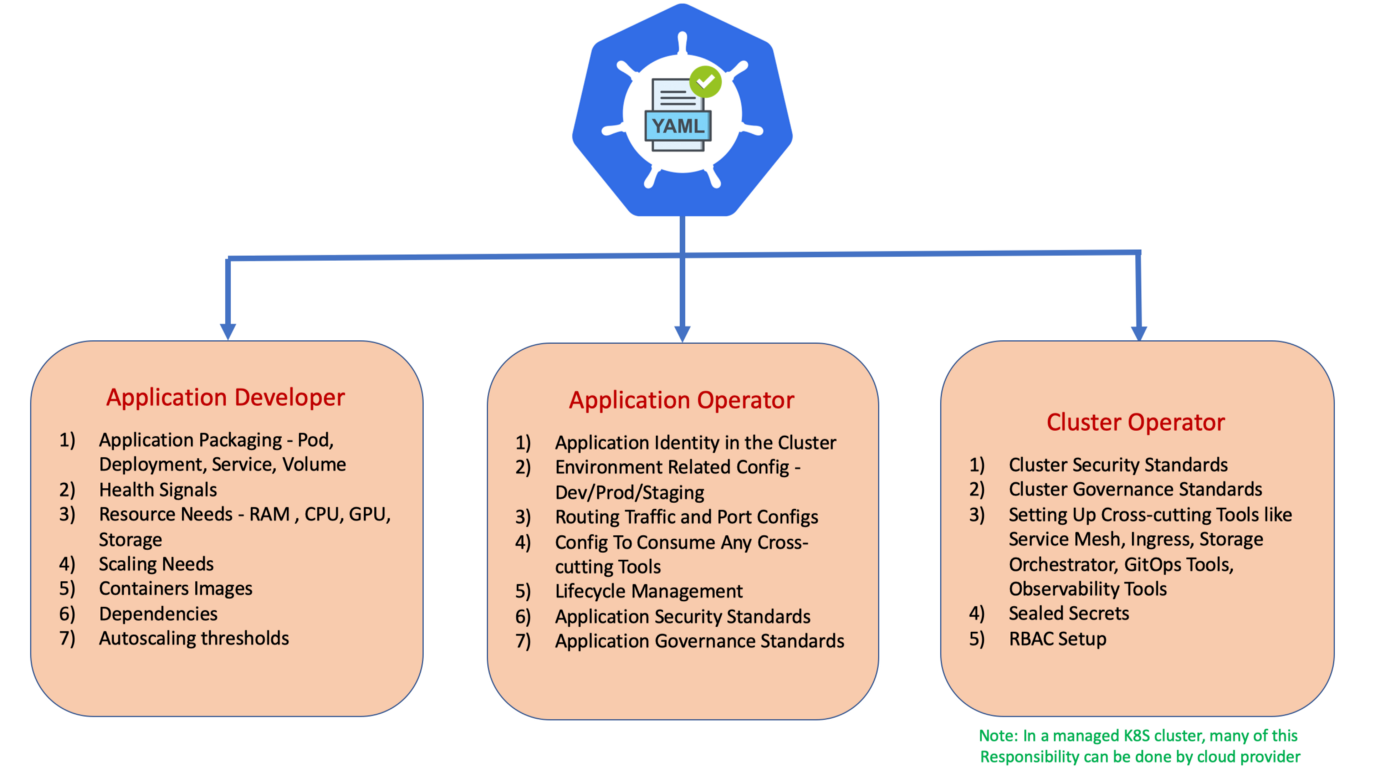 YAML
Application Developer
1) Application Packaging - Pod,
Deployment, Service, Volume
2) Health Signals
3) Resource Needs - RAM , CPU, GPU,
Storage
4) Scaling Needs
5) Containers Images
6) Dependencies
7) Autoscaling thresholds
Application Operator
1) Application Identity in the Cluster
2) Environment Related Config -
Dev/Prod/Staging
3) Routing Traffic and Port Configs
4) Config To Consume Any Cross-
cutting Tools
5) Lifecycle Management
6) Application Security Standards
7) Application Governance Standards
Cluster Operator
1) Cluster Security Standards
2) Cluster Governance Standards
3) Setting Up Cross-cutting Tools like
Service Mesh, Ingress, Storage
Orchestrator, GitOps Tools,
Observability Tools
4) Sealed Secrets
5) RBAC Setup
Note: In a managed K8S cluster, many of this
Responsibility can be done by cloud provider